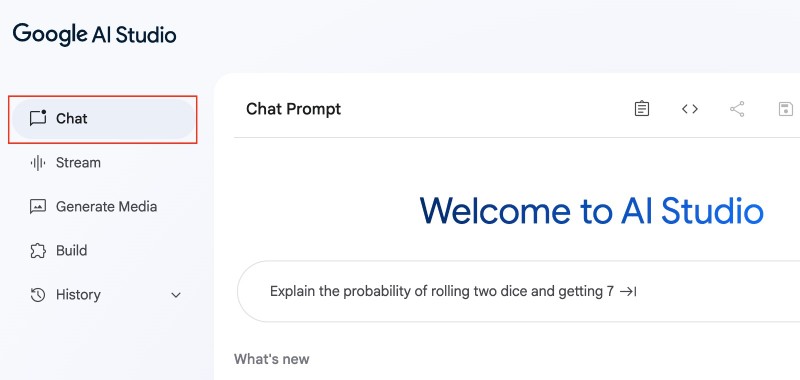 Google AI Studio
Chat
Stream
Generate Media
Build
History
Chat Prompt
Welcome to AI Studio
Explain the probability of rolling two dice and getting 7
What's new